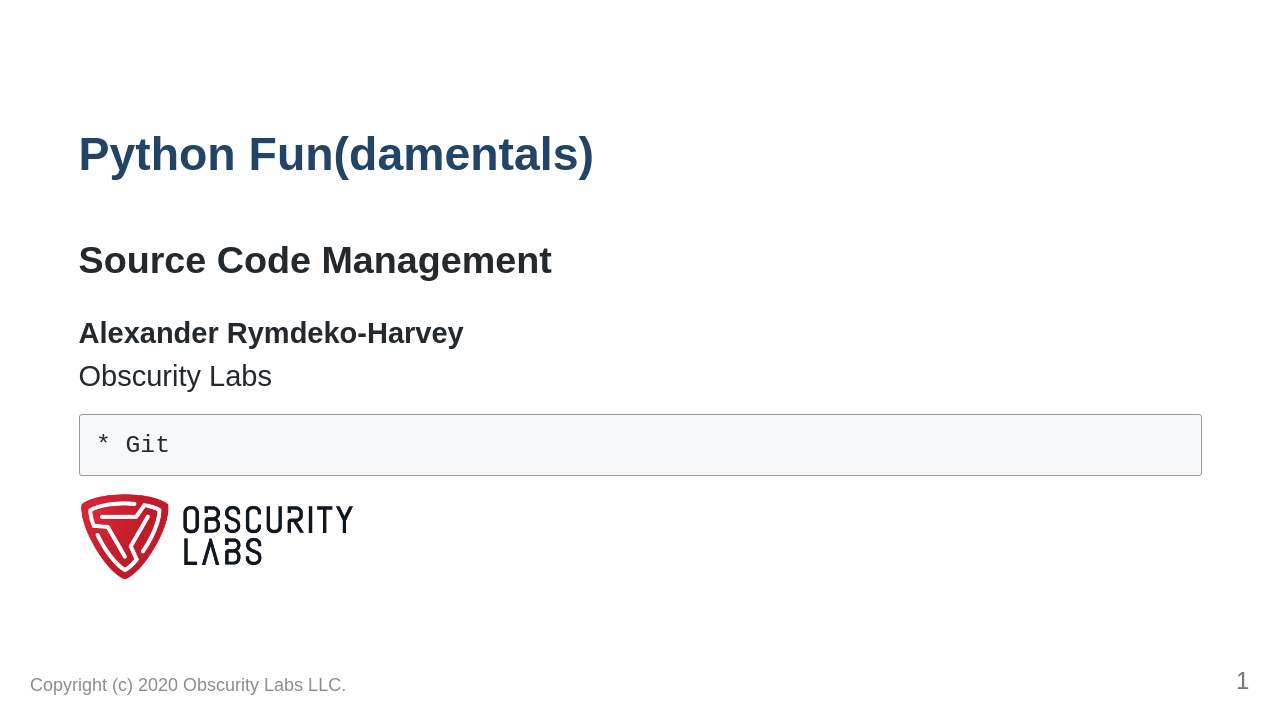 Python Fun(damentals)
Source Code Management
Alexander Rymdeko-Harvey
Obscurity Labs
* Git
OBSCURITY
LABS
Copyright (c) 2020 Obscurity Labs LLC.
1